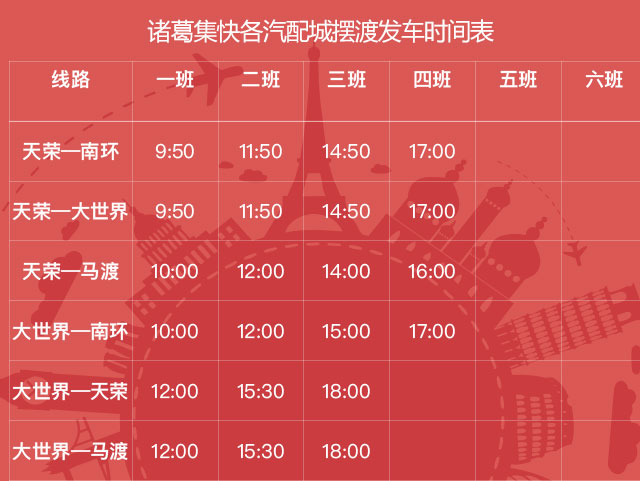 诸葛集快各汽配城摆渡发车时间表
线路 一班 二班 三班 四班 五班 六班
天荣—南环 9:50 11:50 14:50 17:00
天荣—大世界 9:50 11:50 14:50 17:00
天荣—马渡 10:00 12:00 14:00 16:00
大世界—南环 10:00 12:00 15:00 17:00
大世界—天荣 12:00 15:30 18:00
大世界—马渡 12:00 15:30 18:00